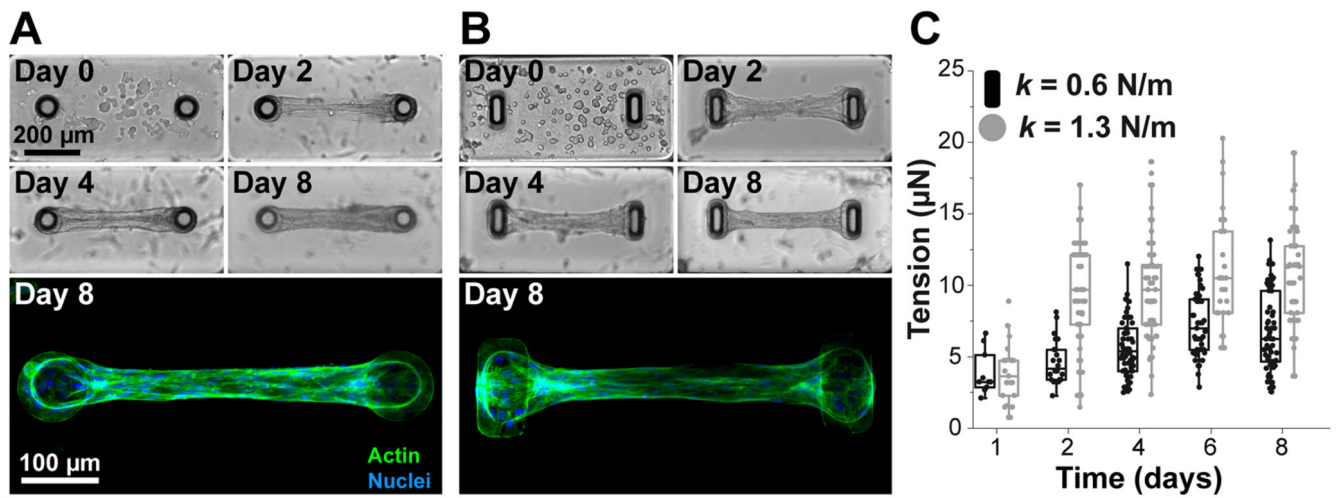 A
Day 0
200 µm
Day 2
Day 4
Day 8
Day 8
Actin
Nuclei
100 µm
B
Day 0
Day 2
Day 4
Day 8
Day 8
C
25
20
15
10
5
0
Tension (µN)
k = 0.6 N/m
k = 1.3 N/m
1 2 4 6 8
Time (days)